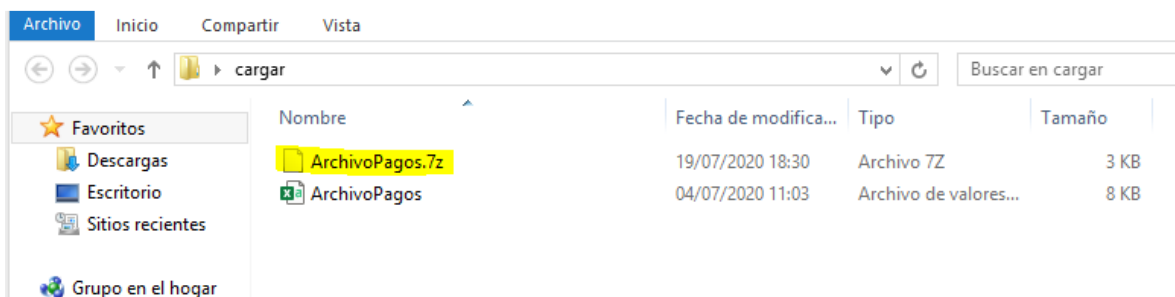 Archivo Inicio Compartir Vista
cargar Buscar en cargar
Favoritos Nombre Fecha de modifica... Tipo Tamaño
Descargas ArchivoPagos.7z 19/07/2020 18:30 Archivo 7Z 3 KB
Escritorio ArchivoPagos 04/07/2020 11:03 Archivo de valores... 8 KB
Sitios recientes
Grupo en el hogar